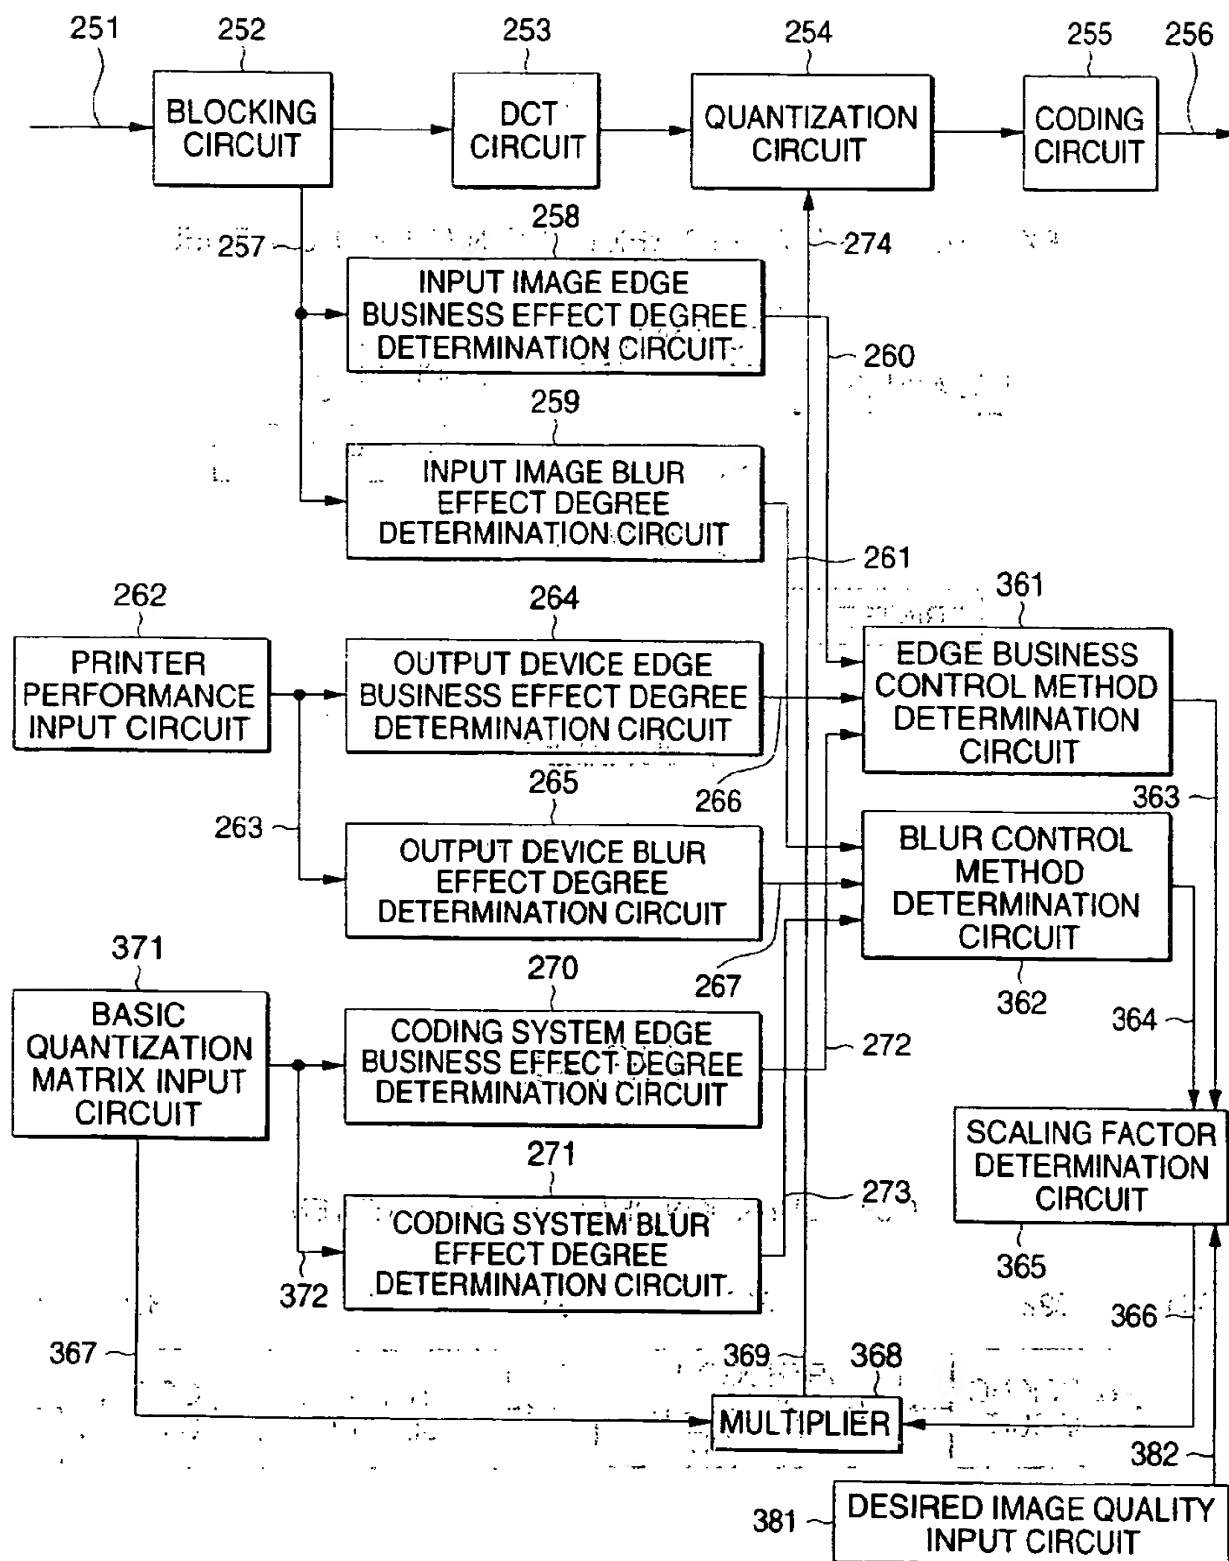 251
252
253
254
255
256
BLOCKING
CIRCUIT
DCT
CIRCUIT
QUANTIZATION
CIRCUIT
CODING
CIRCUIT
257
258
274
INPUT IMAGE EDGE
BUSINESS EFFECT DEGREE
DETERMINATION CIRCUIT
260
259
INPUT IMAGE BLUR
EFFECT DEGREE
DETERMINATION CIRCUIT
261
262
264
361
PRINTER
PERFORMANCE
INPUT CIRCUIT
OUTPUT DEVICE EDGE
BUSINESS EFFECT DEGREE
DETERMINATION CIRCUIT
EDGE BUSINESS
CONTROL METHOD
DETERMINATION
CIRCUIT
263
265
266
363
OUTPUT DEVICE BLUR
EFFECT DEGREE
DETERMINATION CIRCUIT
BLUR CONTROL
METHOD
DETERMINATION
CIRCUIT
371
270
267
362
364
BASIC
QUANTIZATION
MATRIX INPUT
CIRCUIT
CODING SYSTEM EDGE
BUSINESS EFFECT DEGREE
DETERMINATION CIRCUIT
272
271
273
SCALING FACTOR
DETERMINATION
CIRCUIT
CODING SYSTEM BLUR
EFFECT DEGREE
DETERMINATION CIRCUIT
372
365
366
367
369
368
MULTIPLIER
382
381
DESIRED IMAGE QUALITY
INPUT CIRCUIT